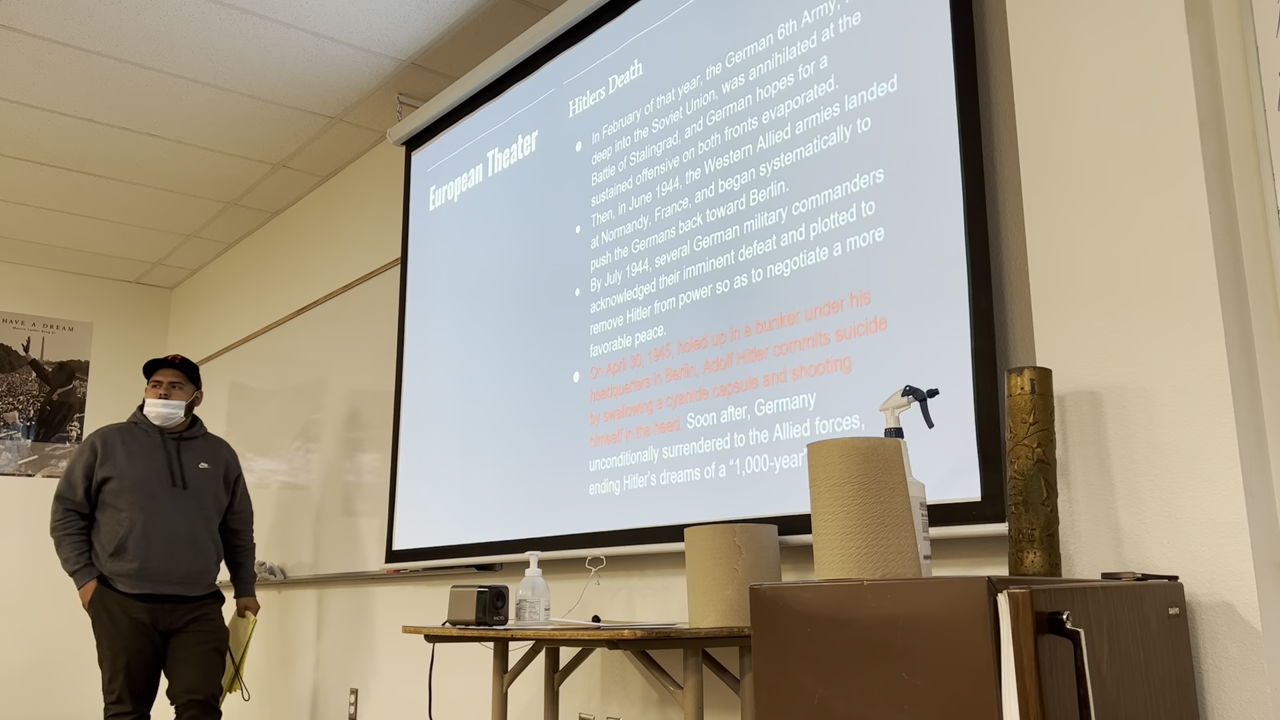 HAVE A DREAM
European Theater
Hitlers Death
In February of that year, the German 6th Army,
deep into the Soviet Union, was annihilated at the
Battle of Stalingrad, and German hopes for a
sustained offensive on both fronts evaporated.
Then, in June 1944, the Western Allied armies landed
at Normandy, France, and began systematically to
push the Germans back toward Berlin.
By July 1944, several German military commanders
acknowledged their imminent defeat and plotted to
remove Hitler from power so as to negotiate a more
favorable peace.
On April 30, 1945, holed up in a bunker under his
headquarters in Berlin, Adolf Hitler commits suicide
by swallowing a cyanide capsule and shooting
himself in the head. Soon after, Germany
unconditionally surrendered to the Allied forces,
ending Hitler's dreams of a "1,000-year"